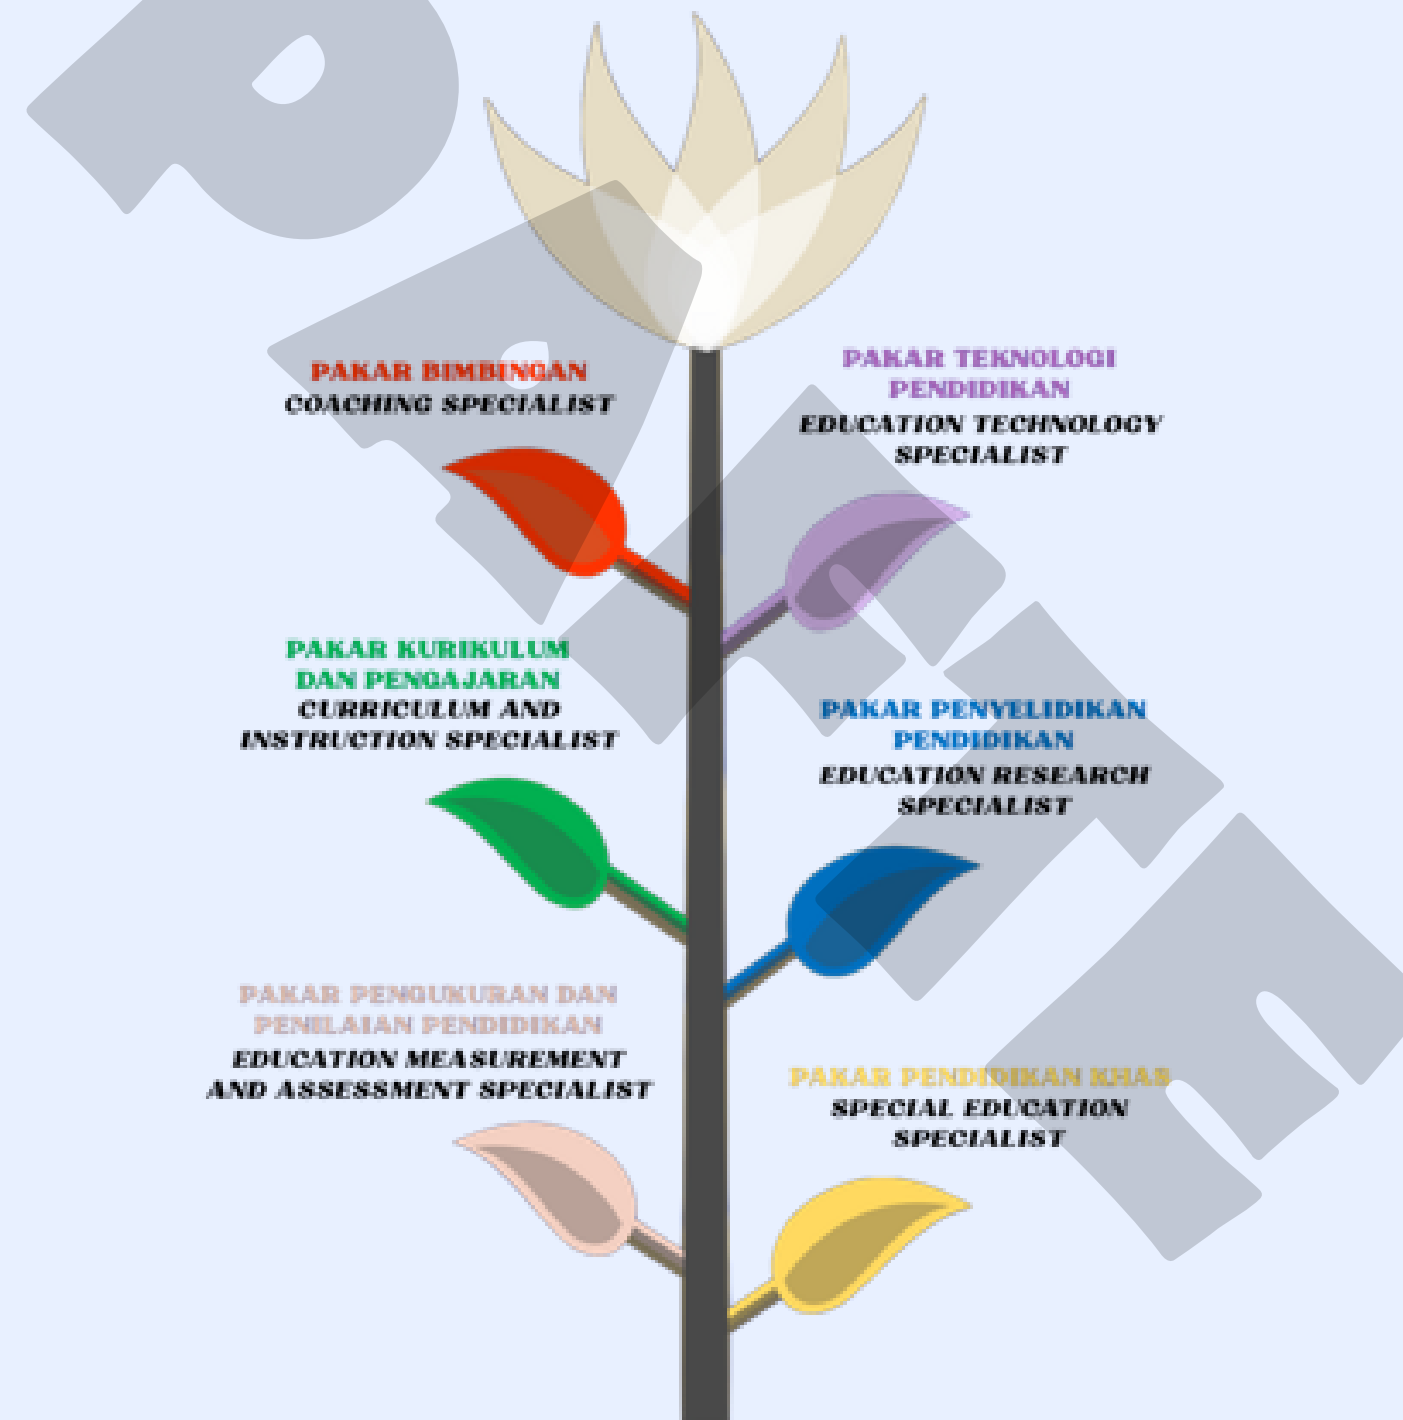 PAKAR BIMBINGAN
COACHING SPECIALIST
PAKAR TEKNOLOGI
PENDIDIKAN
EDUCATION TECHNOLOGY
SPECIALIST
PAKAR KURIKULUM
DAN PENGAJARAN
CURRICULUM AND
INSTRUCTION SPECIALIST
PAKAR PENYELIDIKAN
PENDIDIKAN
EDUCATION RESEARCH
SPECIALIST
PAKAR PENGUKURAN DAN
PENILAIAN PENDIDIKAN
EDUCATION MEASUREMENT
AND ASSESSMENT SPECIALIST
PAKAR PENDIDIKAN KHAS
SPECIAL EDUCATION
SPECIALIST